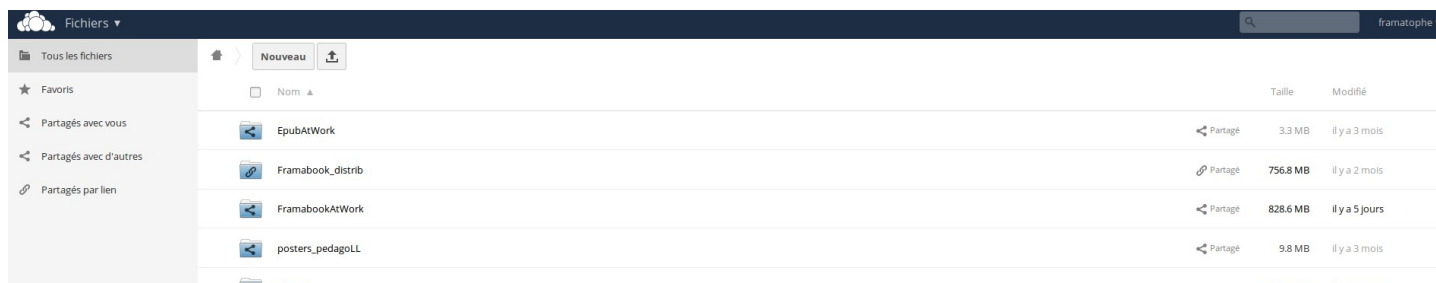 Fichiers ▾
framatophe
Tous les fichiers
Favoris
Partagés avec vous
Partagés avec d'autres
Partagés par lien
Nouveau
Nom ▲ Taille Modifié
EpubAtWork Partagé 3.3 MB il y a 3 mois
Framabook_distrib Partagé 756.8 MB il y a 2 mois
FramabookAtWork Partagé 828.6 MB il y a 5 jours
posters_pedagoLL Partagé 9.8 MB il y a 3 mois